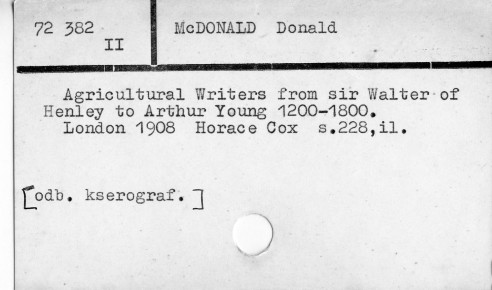 72 382
II
McDONALD Donald
Agricultural Writers from sir Walter of
Henley to Arthur Young 1200-1800.
London 1908 Horace Cox s.228,il.
[odb. kserograf.]